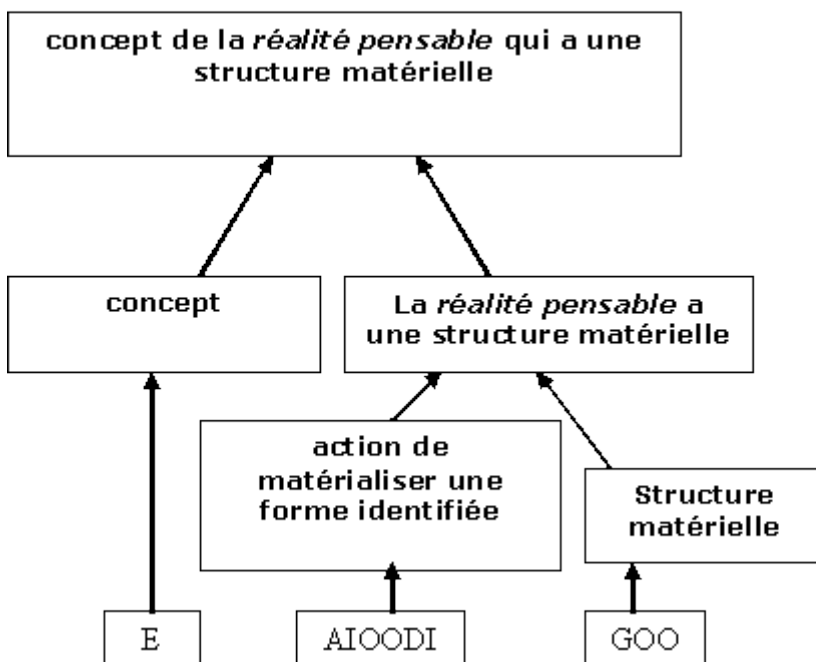 concept de la réalité pensable qui a une
structure matérielle
concept
La réalité pensable a
une structure matérielle
action de
matérialiser une
forme identifiée
Structure
matérielle
E
AIOODI
GOO